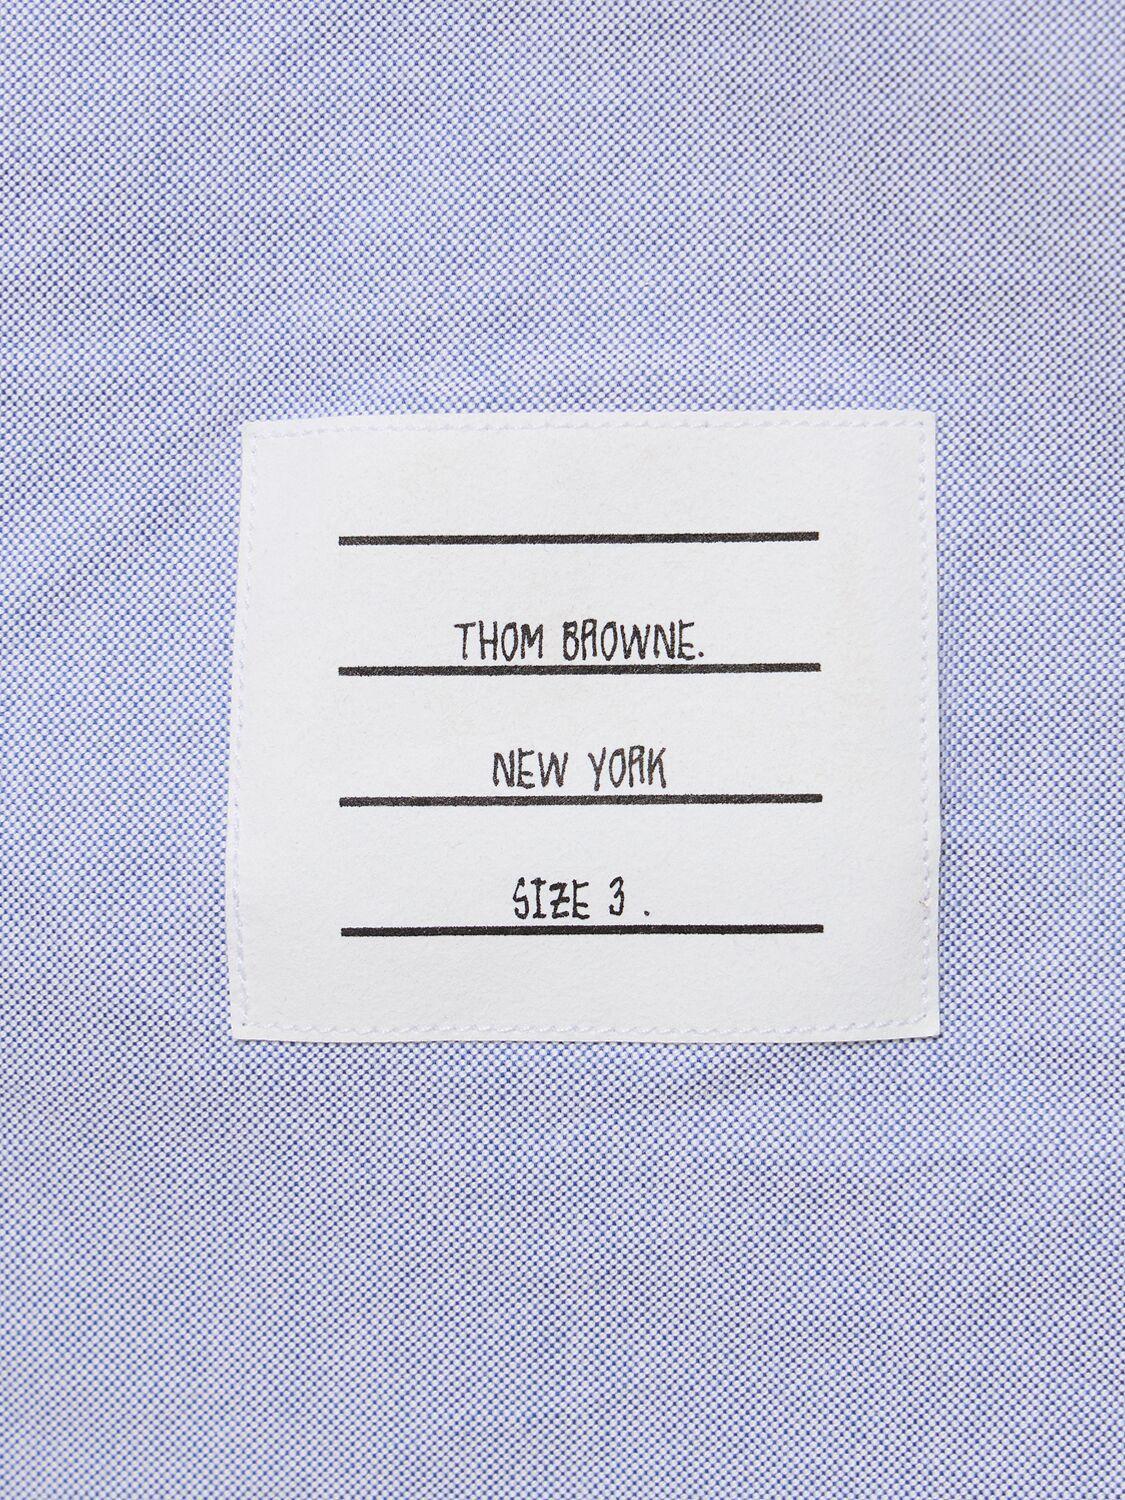 THOM BROWNE.
NEW YORK
SIZE 3 .